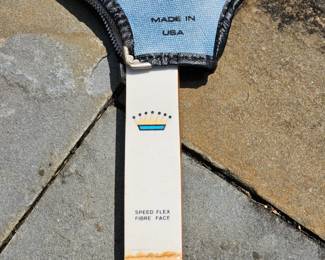 MADE IN
USA
SPEED FLEX
FIBRE FACE